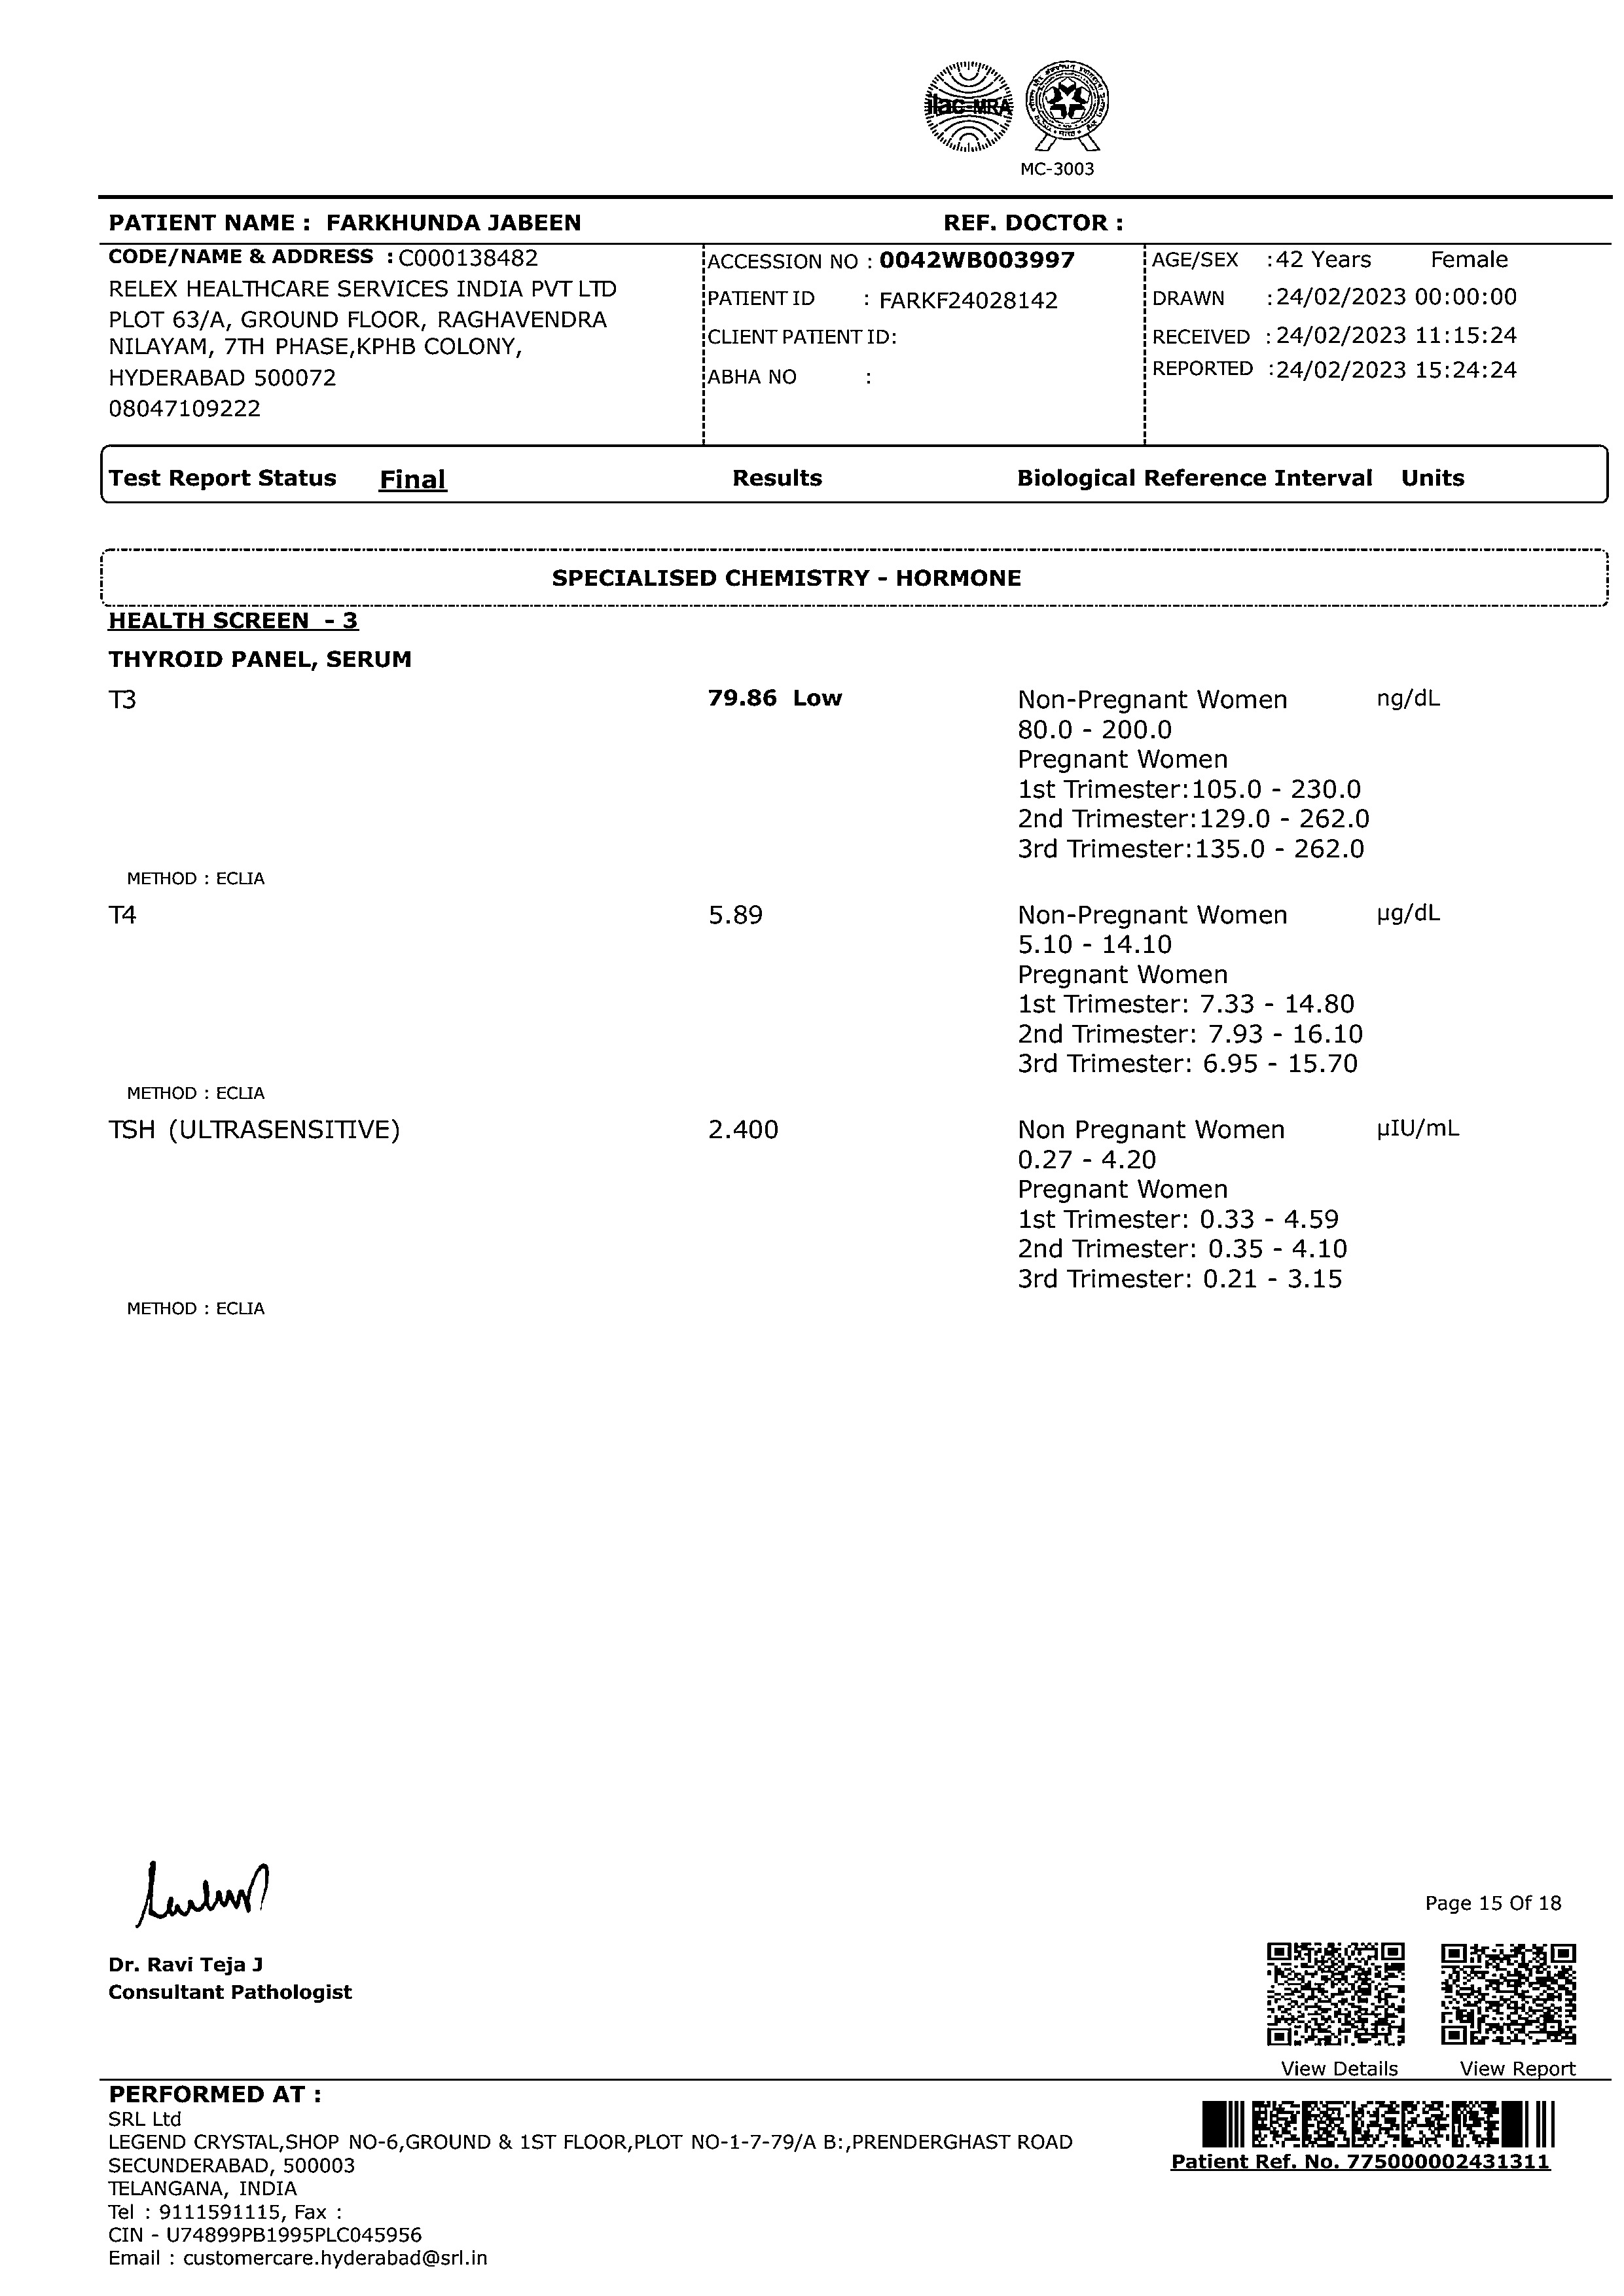 ilac-MRA
MC-3003
PATIENT NAME : FARKHUNDA JABEEN REF. DOCTOR :
CODE/NAME & ADDRESS : C000138482
RELEX HEALTHCARE SERVICES INDIA PVT LTD
PLOT 63/A, GROUND FLOOR, RAGHAVENDRA
NILAYAM, 7TH PHASE,KPHB COLONY,
HYDERABAD 500072
08047109222
ACCESSION NO : 0042WB003997
PATIENT ID : FARKF24028142
CLIENT PATIENT ID:
ABHA NO :
AGE/SEX :42 Years Female
DRAWN :24/02/2023 00:00:00
RECEIVED :24/02/2023 11:15:24
REPORTED :24/02/2023 15:24:24
Test Report Status Final Results Biological Reference Interval Units
SPECIALISED CHEMISTRY - HORMONE
HEALTH SCREEN - 3
THYROID PANEL, SERUM
T3 79.86 Low Non-Pregnant Women ng/dL
80.0 - 200.0
Pregnant Women
1st Trimester:105.0 - 230.0
2nd Trimester:129.0 - 262.0
3rd Trimester:135.0 - 262.0
METHOD : ECLIA
T4 5.89 Non-Pregnant Women µg/dL
5.10 - 14.10
Pregnant Women
1st Trimester: 7.33 - 14.80
2nd Trimester: 7.93 - 16.10
3rd Trimester: 6.95 - 15.70
METHOD : ECLIA
TSH (ULTRASENSITIVE) 2.400 Non Pregnant Women µIU/mL
0.27 - 4.20
Pregnant Women
1st Trimester: 0.33 - 4.59
2nd Trimester: 0.35 - 4.10
3rd Trimester: 0.21 - 3.15
METHOD : ECLIA
Page 15 Of 18
Dr. Ravi Teja J
Consultant Pathologist
View Details View Report
PERFORMED AT :
SRL Ltd
LEGEND CRYSTAL,SHOP NO-6,GROUND & 1ST FLOOR,PLOT NO-1-7-79/A B:,PRENDERGHAST ROAD
SECUNDERABAD, 500003
TELANGANA, INDIA
Tel : 9111591115, Fax :
CIN - U74899PB1995PLC045956
Email : customercare.hyderabad@srl.in
Patient Ref. No. 775000002431311